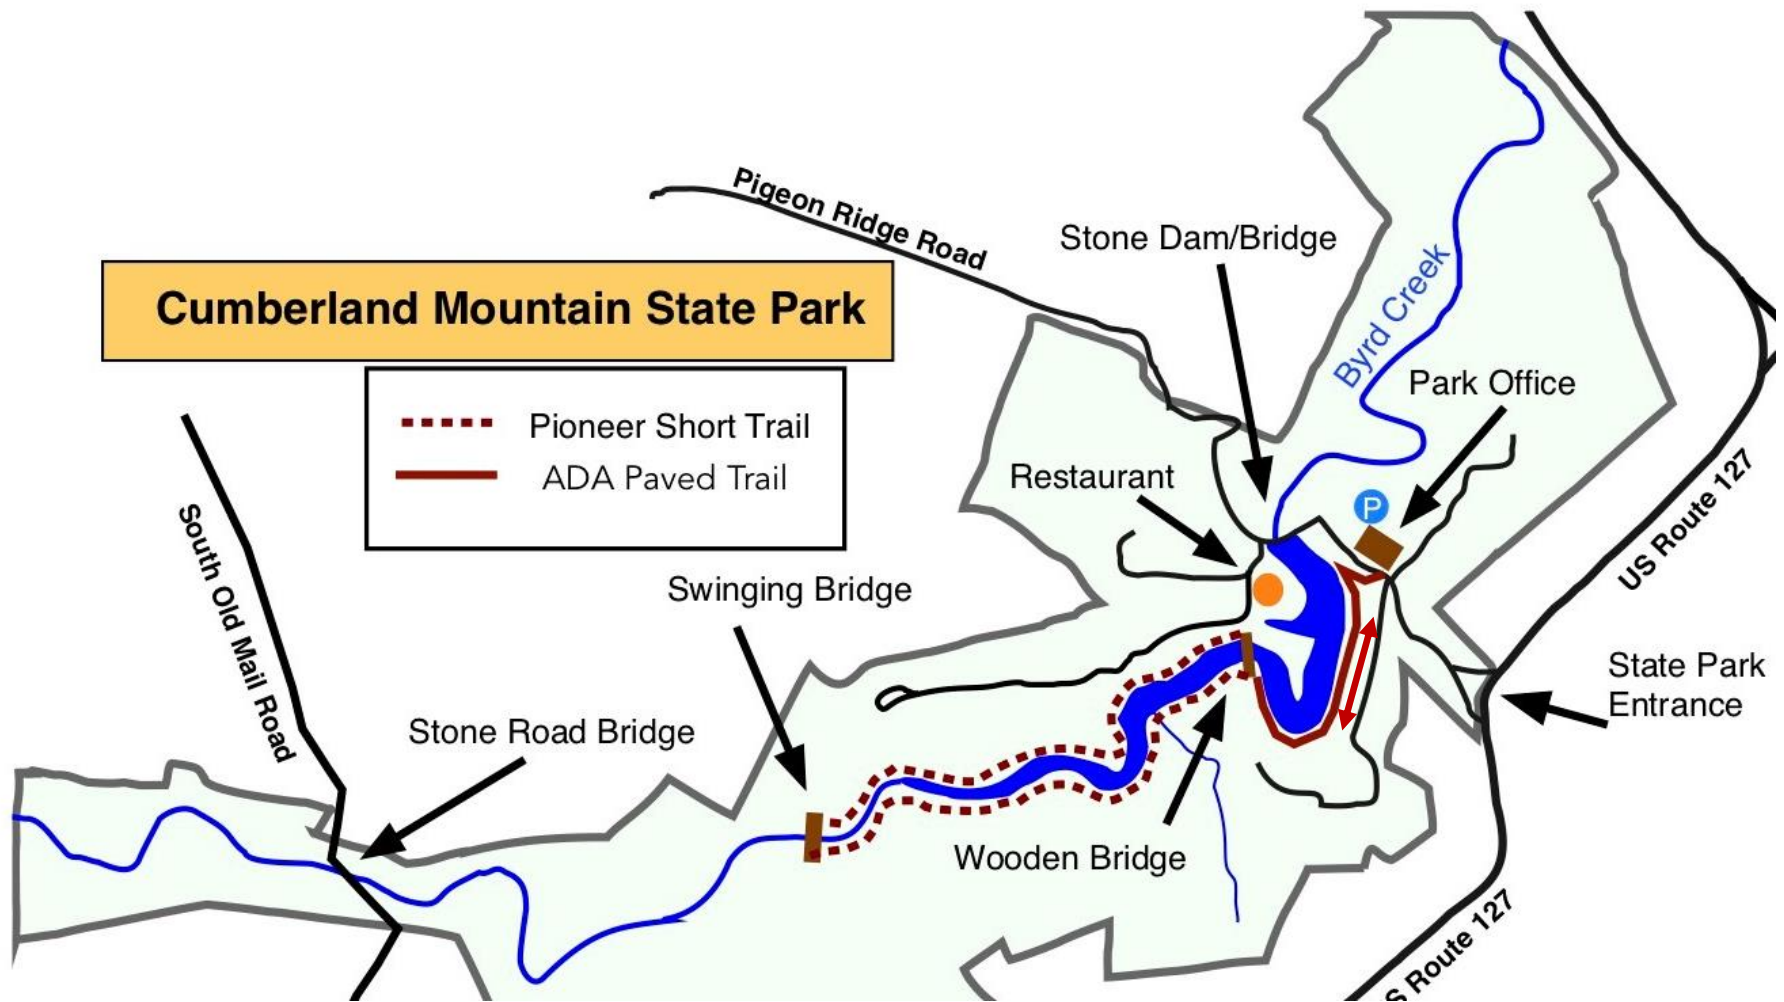 Pigeon Ridge Road
Stone Dam/Bridge
Byrd Creek
Cumberland Mountain State Park
Park Office
Pioneer Short Trail
ADA Paved Trail
Restaurant
P
US Route 127
South Old Mail Road
Swinging Bridge
State Park
Entrance
Stone Road Bridge
Wooden Bridge
S Route 127